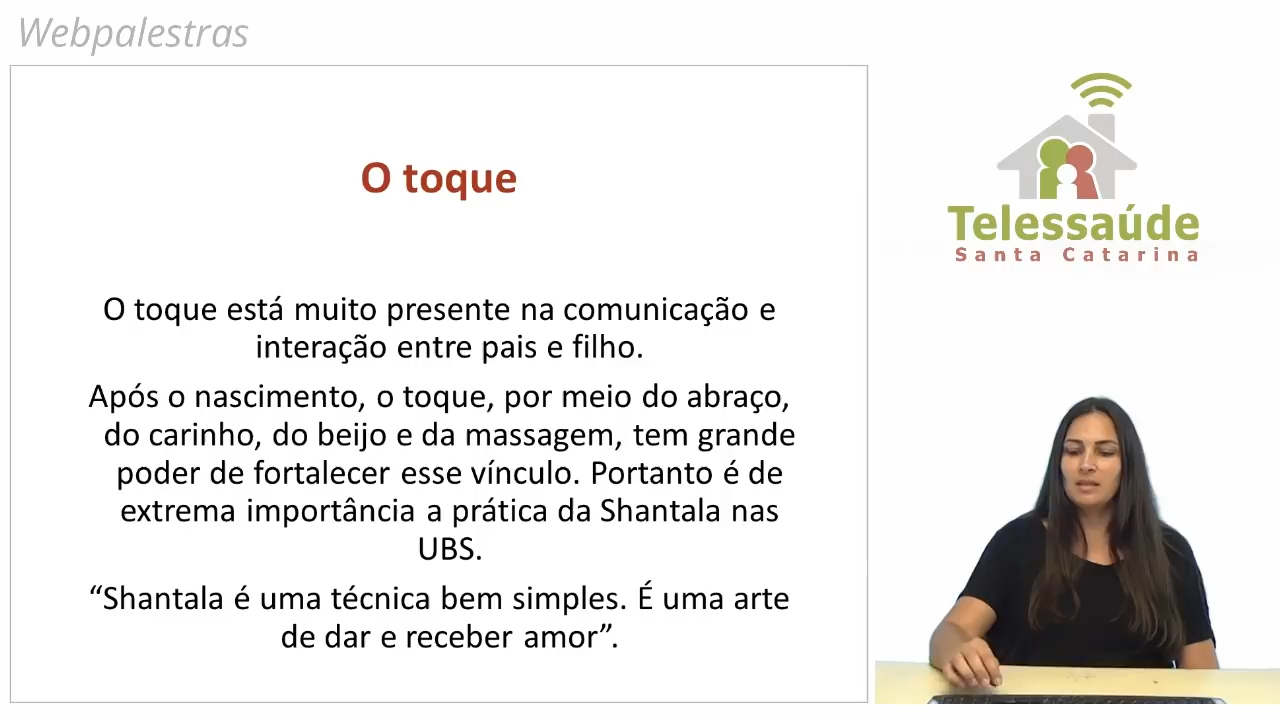 Webpalestras
O toque
O toque está muito presente na comunicação e
interação entre pais e filho.
Após o nascimento, o toque, por meio do abraço,
do carinho, do beijo e da massagem, tem grande
poder de fortalecer esse vínculo. Portanto é de
extrema importância a prática da Shantala nas
UBS.
“Shantala é uma técnica bem simples. É uma arte
de dar e receber amor”.
Telessaúde
Santa Catarina